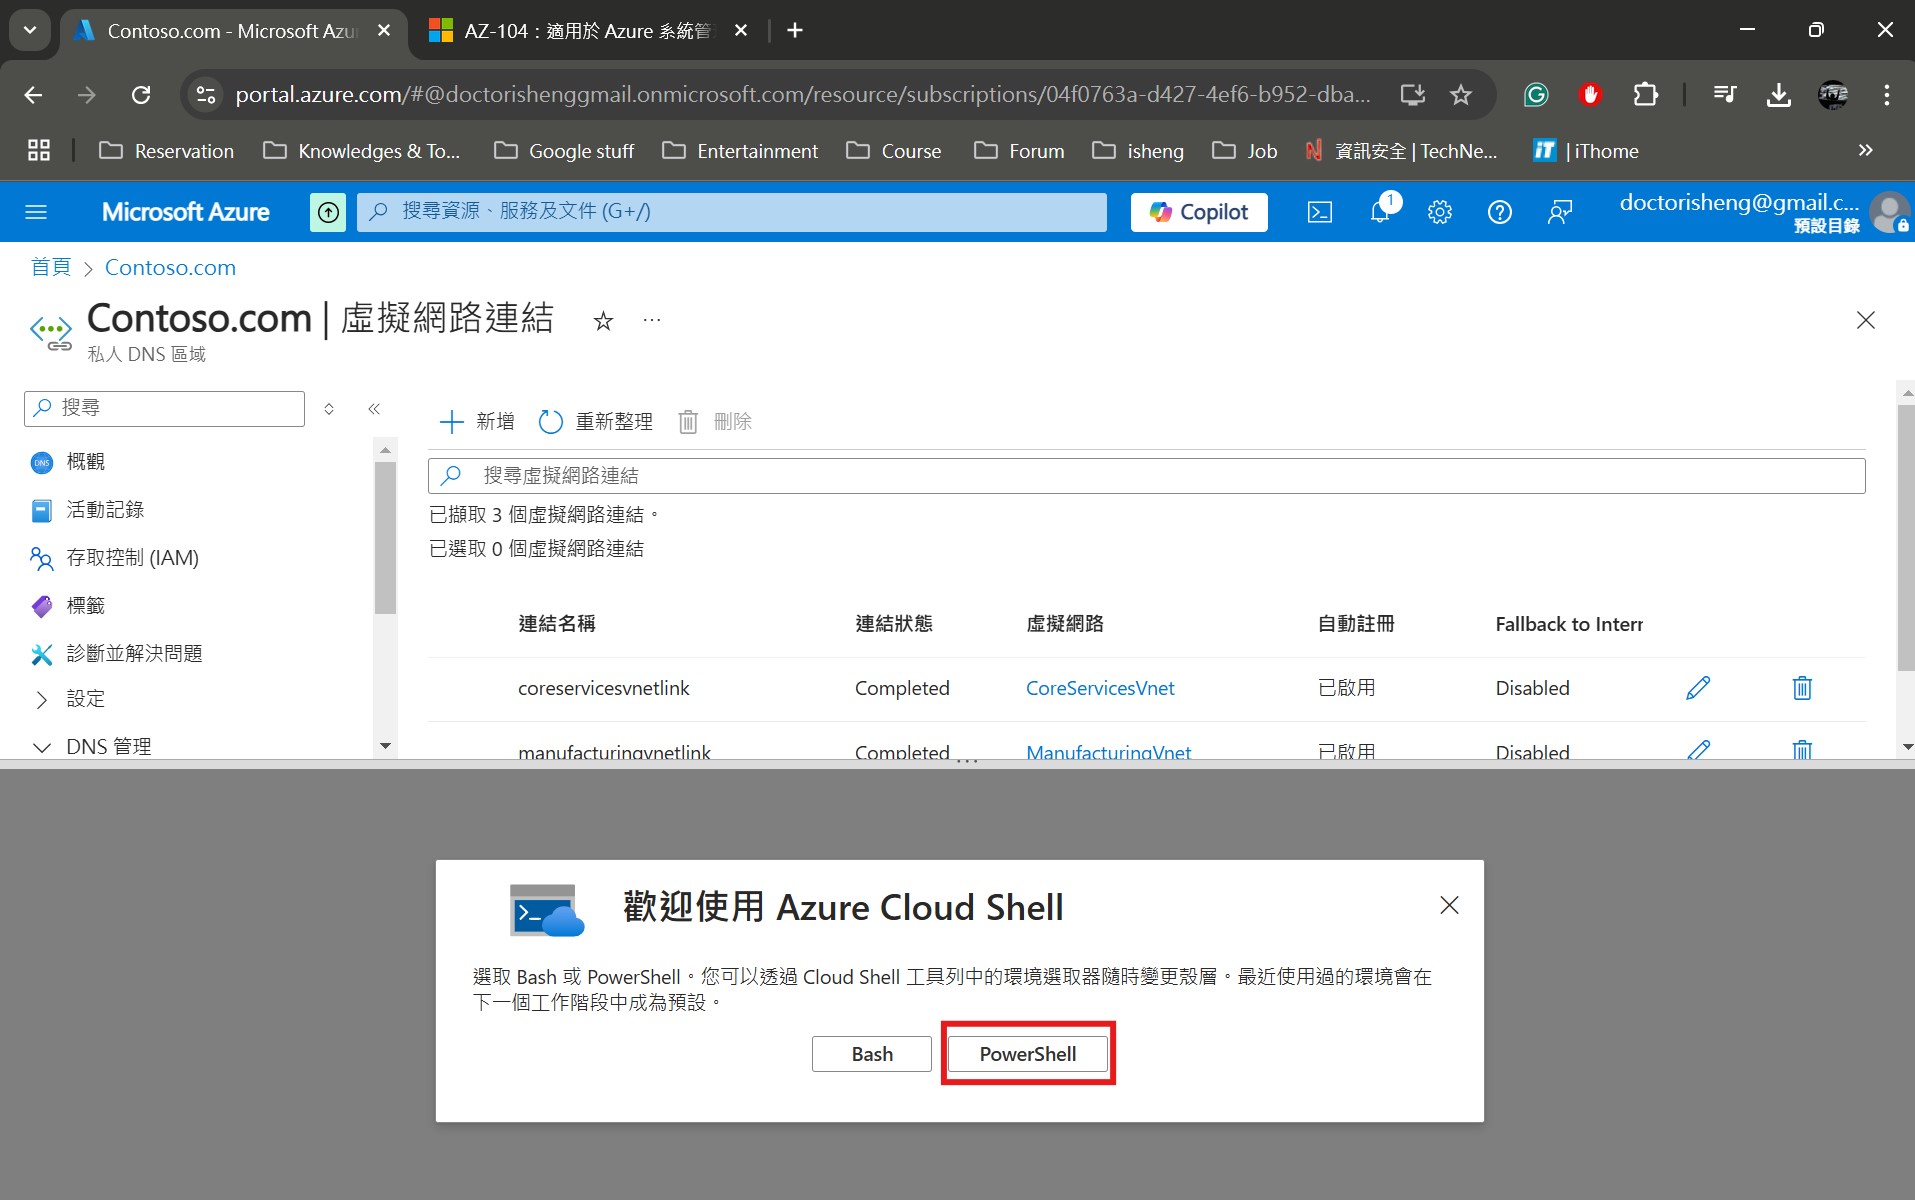 Contoso.com - Microsoft Azu
AZ-104：適用於 Azure 系統管
portal.azure.com/#@doctorishenggmail.onmicrosoft.com/resource/subscriptions/04f0763a-d427-4ef6-b952-dba...
Reservation
Knowledges & To...
Google stuff
Entertainment
Course
Forum
isheng
Job
資訊安全 | TechNe...
iT | iThome
Microsoft Azure
搜尋資源、服務及文件 (G+/)
Copilot
1
doctorisheng@gmail.c...
預設目錄
首頁 > Contoso.com
Contoso.com | 虛擬網路連結
私人 DNS 區域
搜尋
DNS 概觀
活動記錄
存取控制 (IAM)
標籤
診斷並解決問題
設定
DNS 管理
新增
重新整理
刪除
搜尋虛擬網路連結
已擷取 3 個虛擬網路連結。
已選取 0 個虛擬網路連結
連結名稱 連結狀態 虛擬網路 自動註冊 Fallback to Interr
coreservicesvnetlink Completed CoreServicesVnet 已啟用 Disabled
manufacturingvnetlink Completed ManufacturingVnet 已啟用 Disabled
歡迎使用 Azure Cloud Shell
選取 Bash 或 PowerShell。您可以透過 Cloud Shell 工具列中的環境選取器隨時變更殼層。最近使用過的環境會在
下一個工作階段中成為預設。
Bash
PowerShell